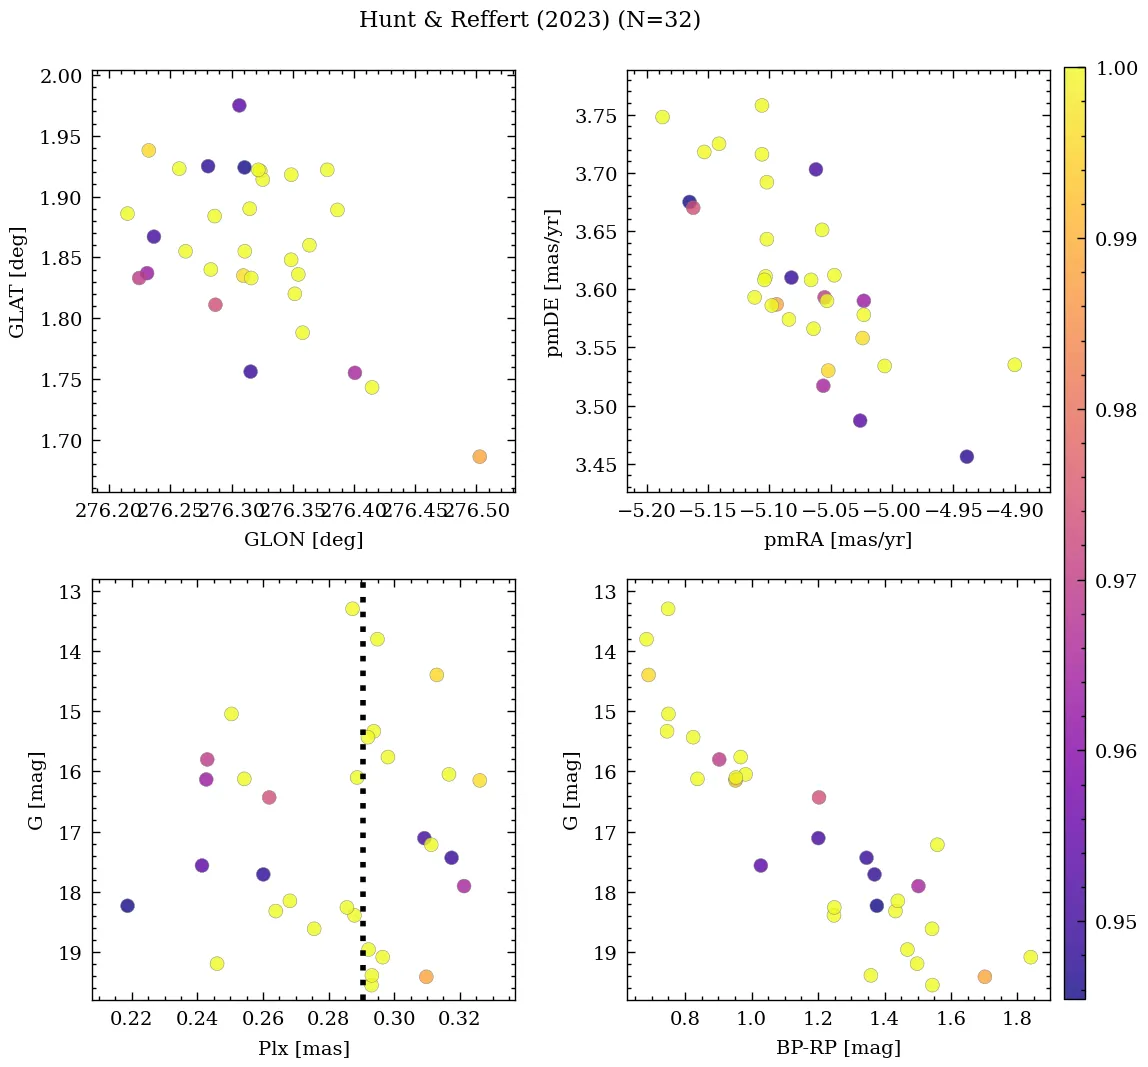 Hunt & Reffert (2023) (N=32)
2.00
1.95
1.90
1.85
1.80
1.75
1.70
GLAT [deg]
276.20 276.25 276.30 276.35 276.40 276.45 276.50
GLON [deg]
3.75
3.70
3.65
3.60
3.55
3.50
3.45
pmDE [mas/yr]
−5.20 −5.15 −5.10 −5.05 −5.00 −4.95 −4.90
pmRA [mas/yr]
1.00
0.99
0.98
0.97
0.96
0.95
13
14
15
16
17
18
19
G [mag]
0.22 0.24 0.26 0.28 0.30 0.32
Plx [mas]
13
14
15
16
17
18
19
G [mag]
0.8 1.0 1.2 1.4 1.6 1.8
BP-RP [mag]